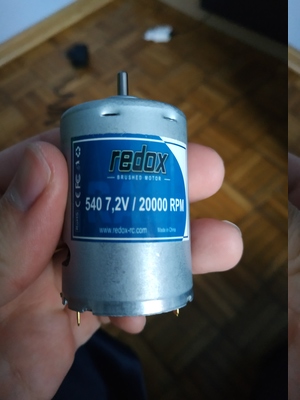 redox
BRUSHED MOTOR
540 7,2V / 20000 RPM
www.redox-rc.com
Made in China